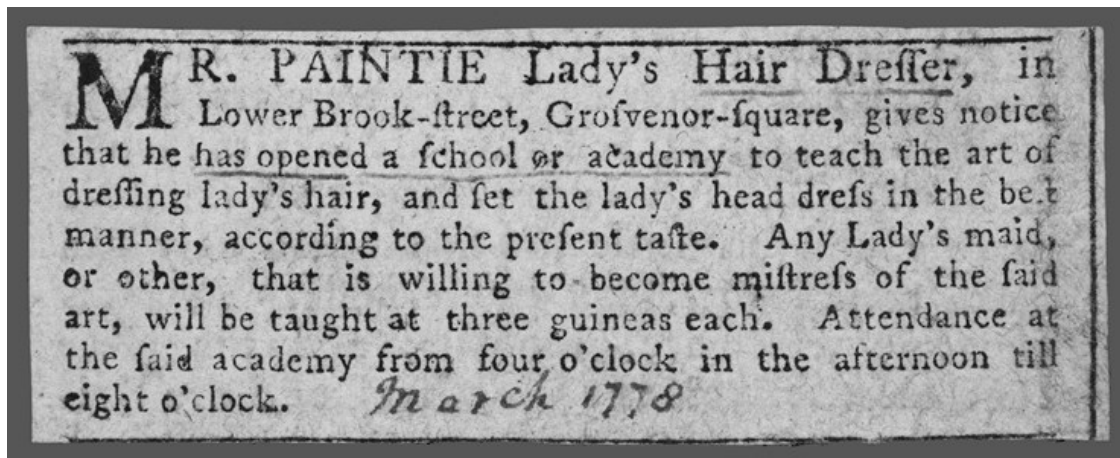 MR. PAINTIE Lady's Hair Dreſſer, in
Lower Brook-ſtreet, Groſvenor-ſquare, gives notice
that he has opened a ſchool or academy to teach the art of
dreſſing lady's hair, and ſet the lady's head dreſs in the beſt
manner, according to the preſent taſte. Any Lady's maid,
or other, that is willing to become miſtreſs of the ſaid
art, will be taught at three guineas each. Attendance at
the ſaid academy from four o'clock in the afternoon till
eight o'clock. March 1778